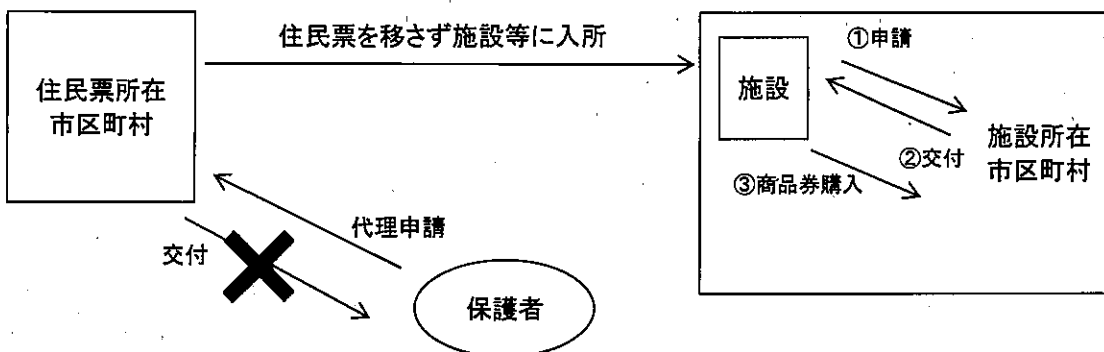 住民票を移さず施設等に入所
住民票所在
市区町村
施設
①申請
②交付
③商品券購入
施設所在
市区町村
代理申請
交付
保護者